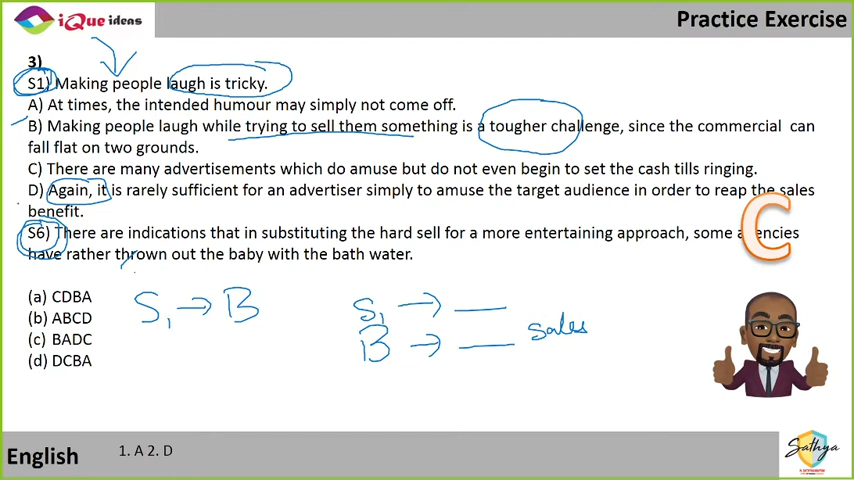 iQue ideas
Practice Exercise
3)
S1) Making people laugh is tricky.
A) At times, the intended humour may simply not come off.
B) Making people laugh while trying to sell them something is a tougher challenge, since the commercial can
fall flat on two grounds.
C) There are many advertisements which do amuse but do not even begin to set the cash tills ringing.
D) Again, it is rarely sufficient for an advertiser simply to amuse the target audience in order to reap the sales
benefit.
S6) There are indications that in substituting the hard sell for a more entertaining approach, some agencies
have rather thrown out the baby with the bath water.
C
(a) CDBA
(b) ABCD
(c) BADC
(d) DCBA
S1 → B
S1 →
B → sales
English
1. A 2. D
Sathya